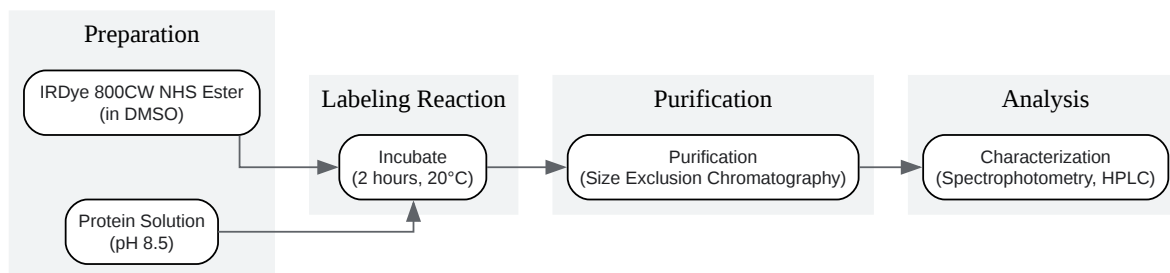 Preparation
IRDye 800CW NHS Ester
(in DMSO)
Protein Solution
(pH 8.5)
Labeling Reaction
Incubate
(2 hours, 20°C)
Purification
Purification
(Size Exclusion Chromatography)
Analysis
Characterization
(Spectrophotometry, HPLC)